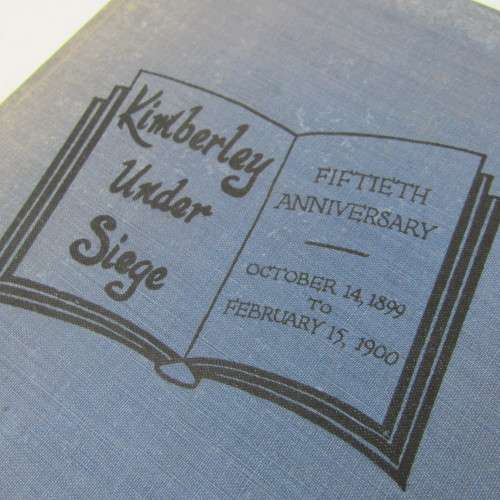 Kimberley
Under
Siege
FIFTIETH
ANNIVERSARY
OCTOBER 14, 1899
TO
FEBRUARY 15, 1900